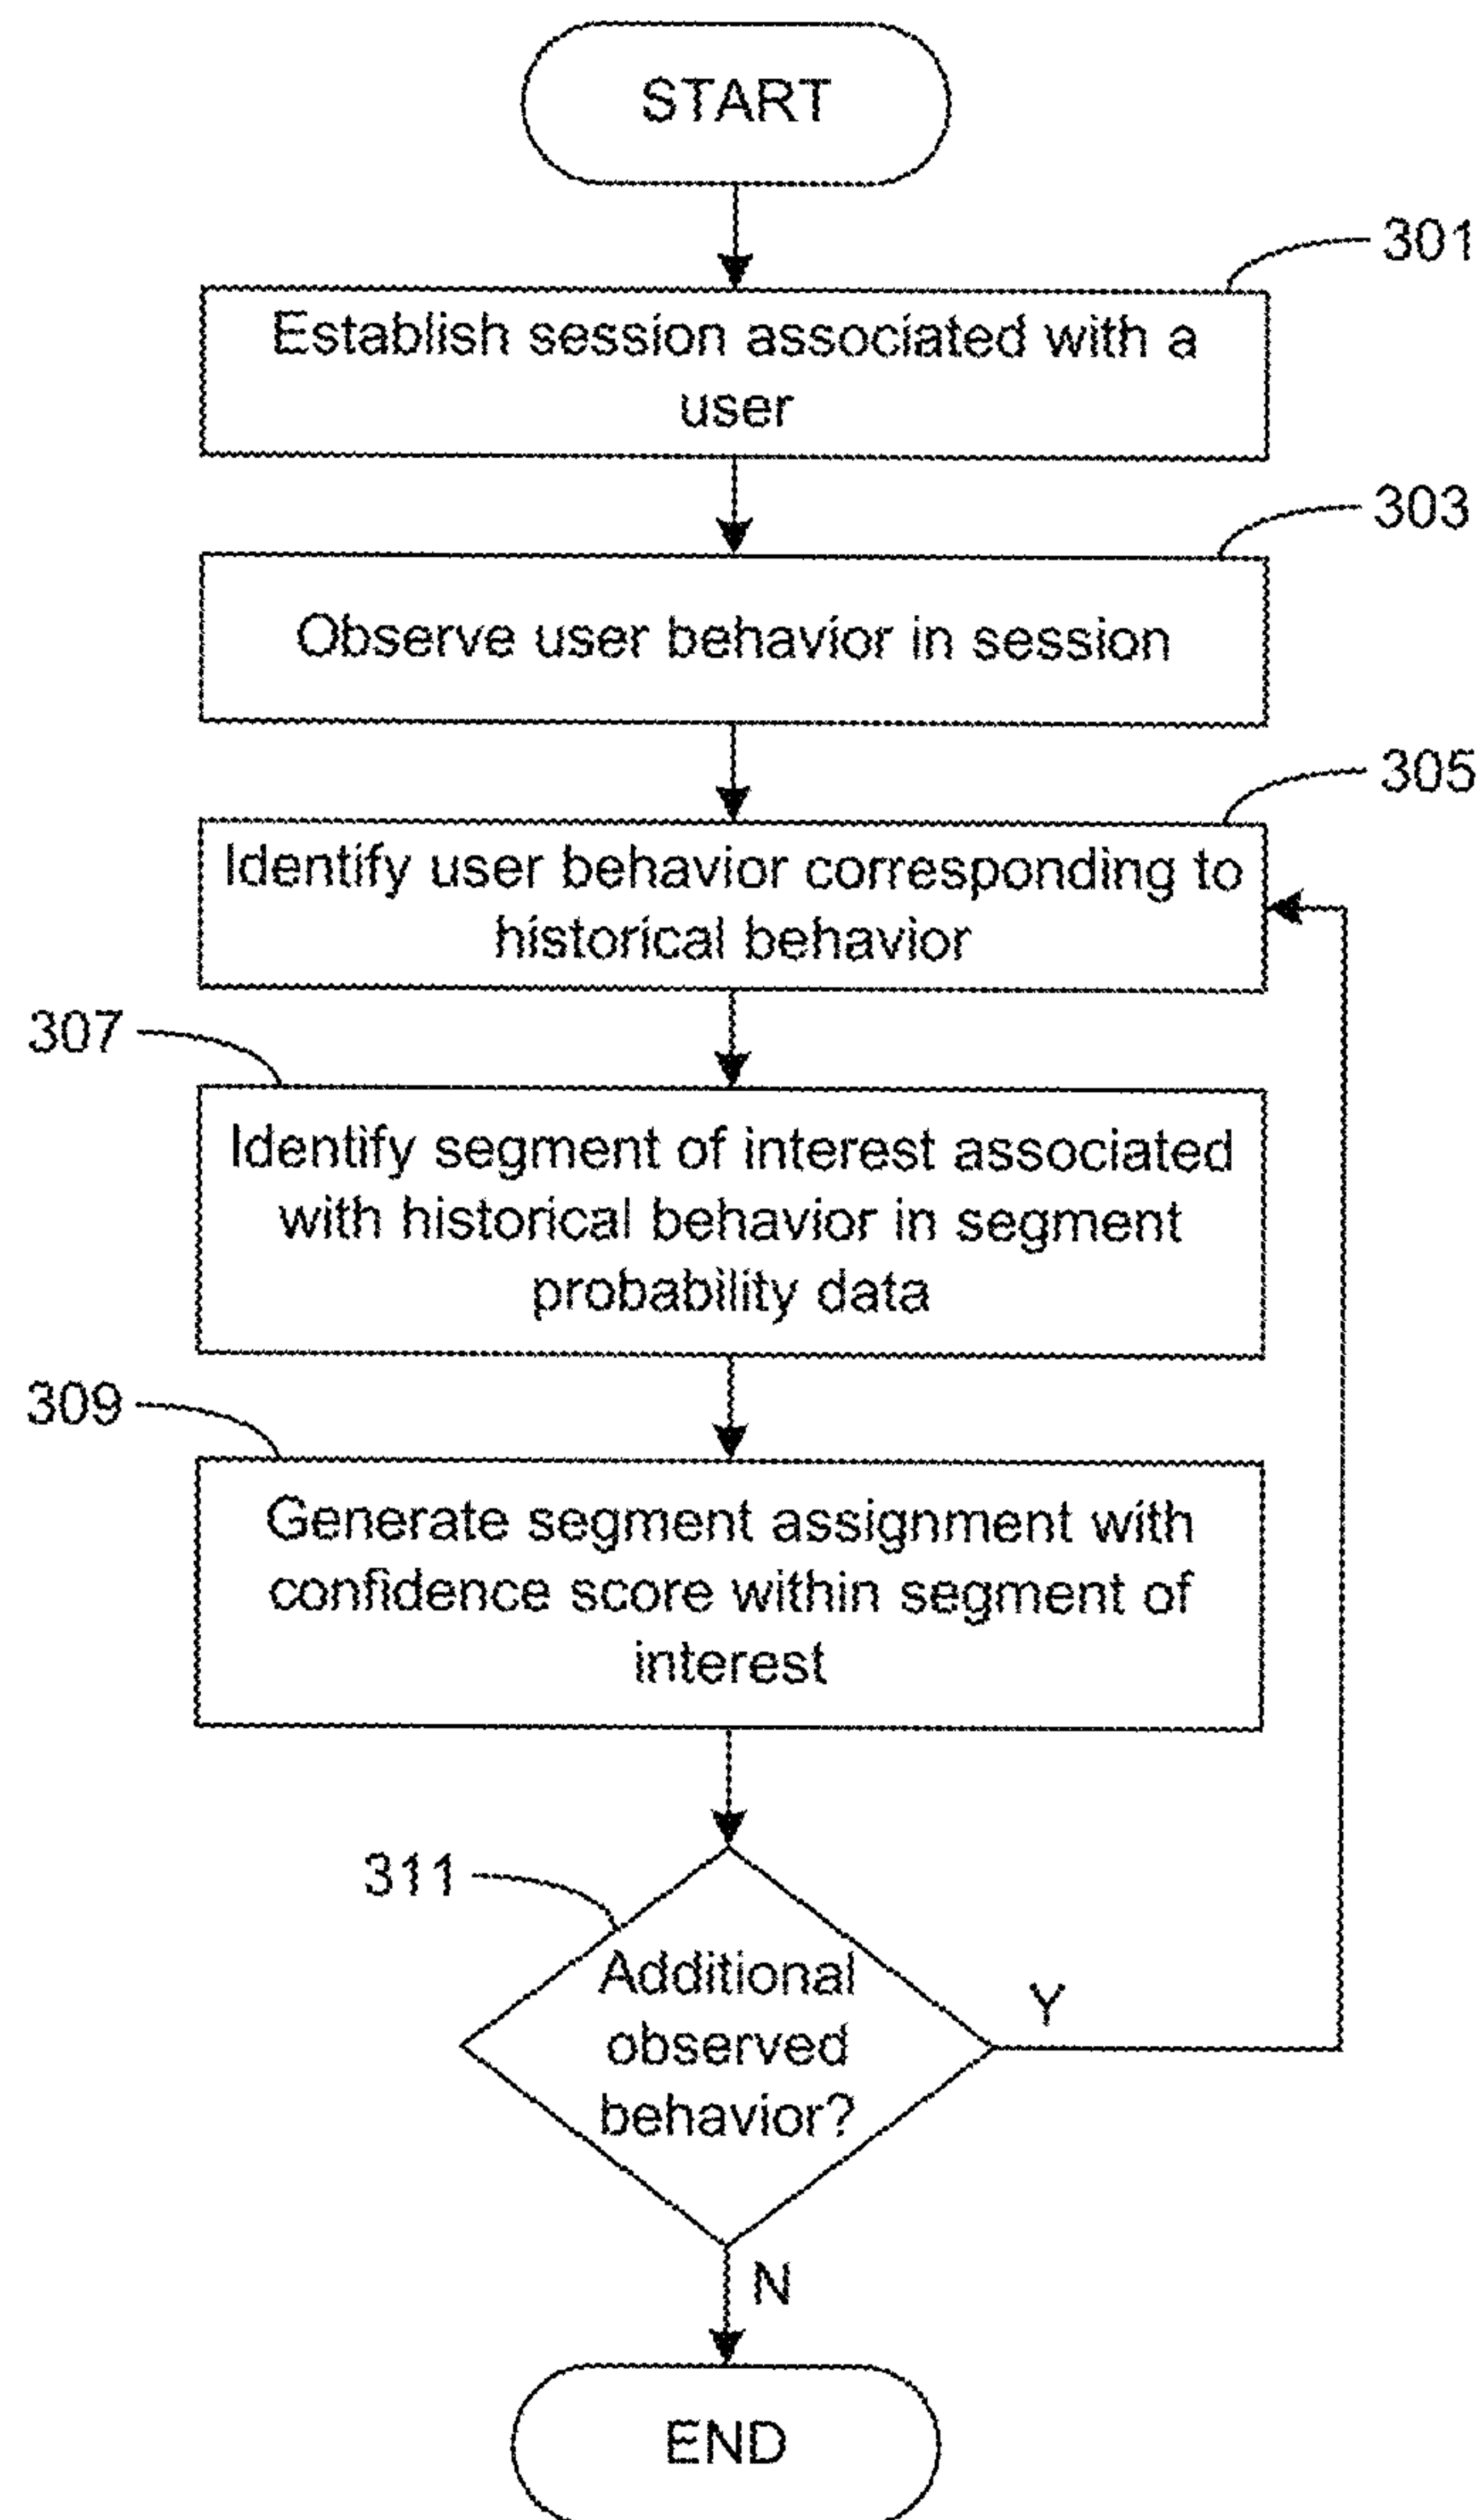 START
301
Establish session associated with a
user
303
Observe user behavior in session
305
Identify user behavior corresponding to
historical behavior
307
Identify segment of interest associated
with historical behavior in segment
probability data
309
Generate segment assignment with
confidence score within segment of
interest
311
Additional
observed
behavior?
Y
N
END